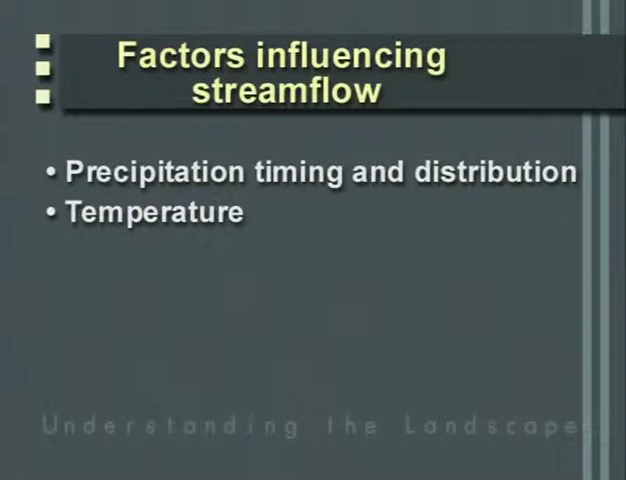 Factors influencing
streamflow
• Precipitation timing and distribution
• Temperature
Understanding the Landscape